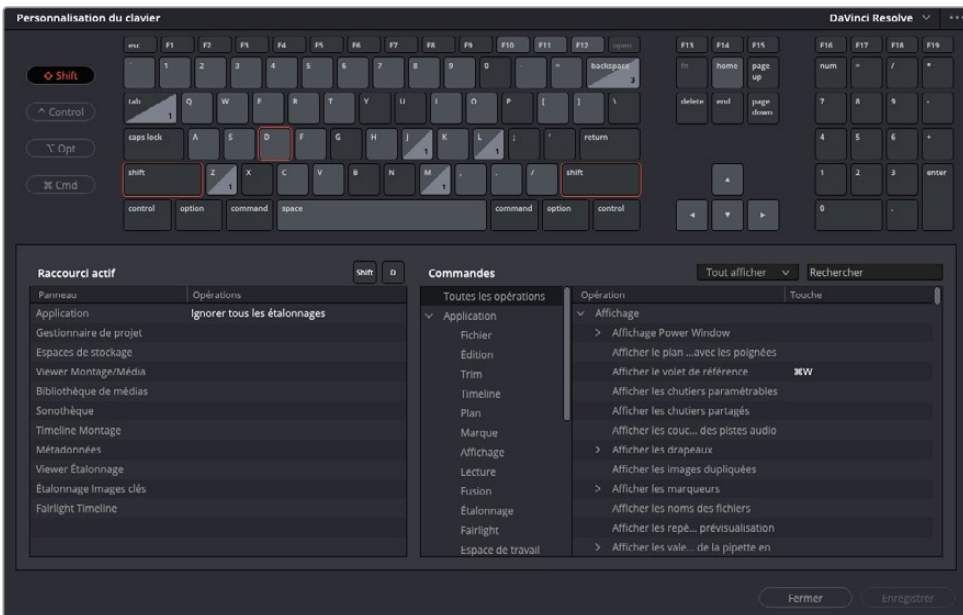 Personnalisation du clavier
DaVinci Resolve
Shift
^ Control
⌥ Opt
⌘ Cmd
esc F1 F2 F3 F4 F5 F6 F7 F8 F9 F10 F11 F12
F13 F14 F15
F16 F17 F18 F19
` 1 2 3 4 5 6 7 8 9 0 - = backspace 3
fn home page up
num = / *
tab 1 Q W E R T Y U I O P [ ] \
delete end page down
7 8 9 -
caps lock A S D F G H J 1 K L 1 ; ' return
4 5 6 +
shift Z 1 X C V B N M 1 , . / shift
▲
1 2 3 enter
control option command space command option control
◄ ▼ ►
0 .
Raccourci actif
Shift D
Panneau Opérations
Application Ignorer tous les étalonnages
Gestionnaire de projet
Espaces de stockage
Viewer Montage/Média
Bibliothèque de médias
Sonothèque
Timeline Montage
Métadonnées
Viewer Étalonnage
Étalonnage Images clés
Fairlight Timeline
Commandes
Tout afficher
Rechercher
Toutes les opérations
Application
Fichier
Édition
Trim
Timeline
Plan
Marque
Affichage
Lecture
Fusion
Étalonnage
Fairlight
Espace de travail
Opération Touche
Affichage
Affichage Power Window
Afficher le plan ...avec les poignées
Afficher le volet de référence ⌘W
Afficher les chutiers paramétrables
Afficher les chutiers partagés
Afficher les couc... des pistes audio
Afficher les drapeaux
Afficher les images dupliquées
Afficher les marqueurs
Afficher les noms des fichiers
Afficher les repè... prévisualisation
Afficher les vale... de la pipette en
Fermer
Enregistrer